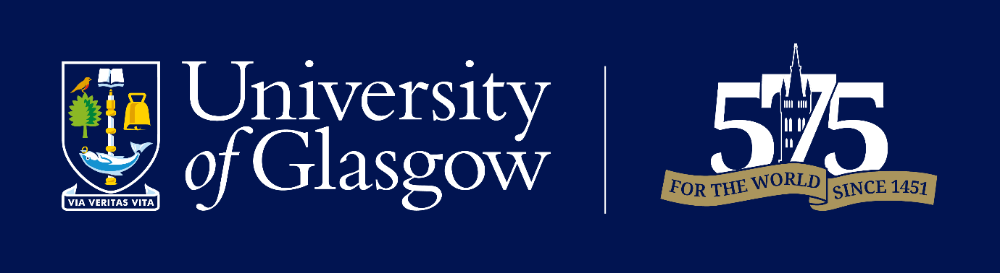 University
of Glasgow
VIA VERITAS VITA
575
FOR THE WORLD
SINCE 1451